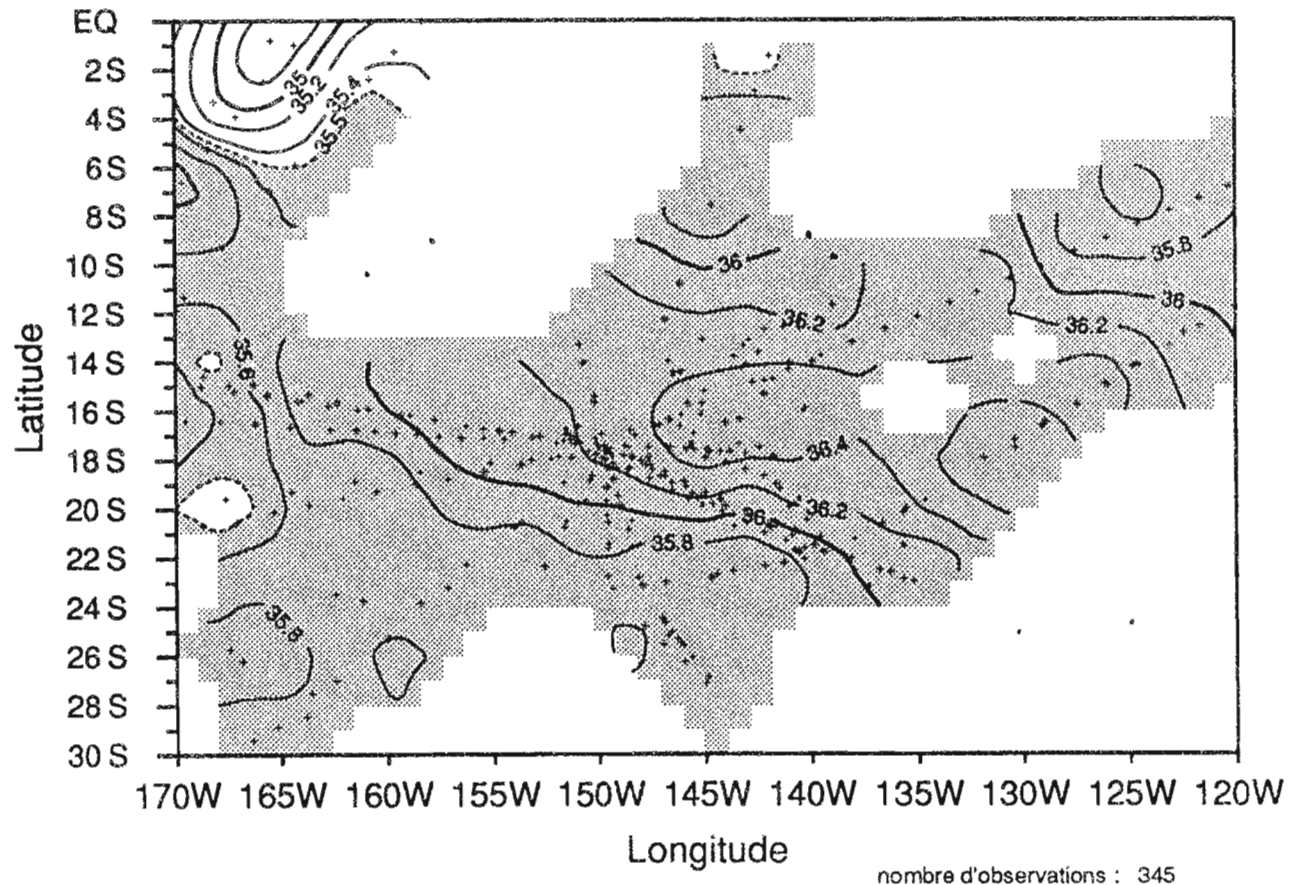 EQ
2S
4S
6S
8S
10S
12S
14S
16S
18S
20S
22S
24S
26S
28S
30S
Latitude
35
35.2
35.4
35.5
36
35.8
36
36.2
36.2
35.6
36.4
36.2
36
35.8
35.8
170W 165W 160W 155W 150W 145W 140W 135W 130W 125W 120W
Longitude
nombre d'observations : 345